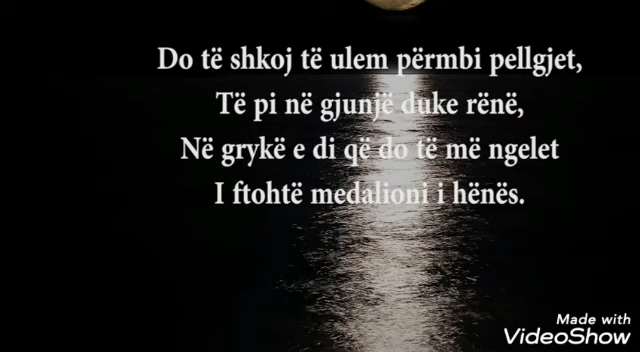 Do të shkoj të ulem përmbi pellgjet,
Të pi në gjunjë duke rënë,
Në grykë e di që do të më ngelet
I ftohtë medalioni i hënës.
Made with
VideoShow